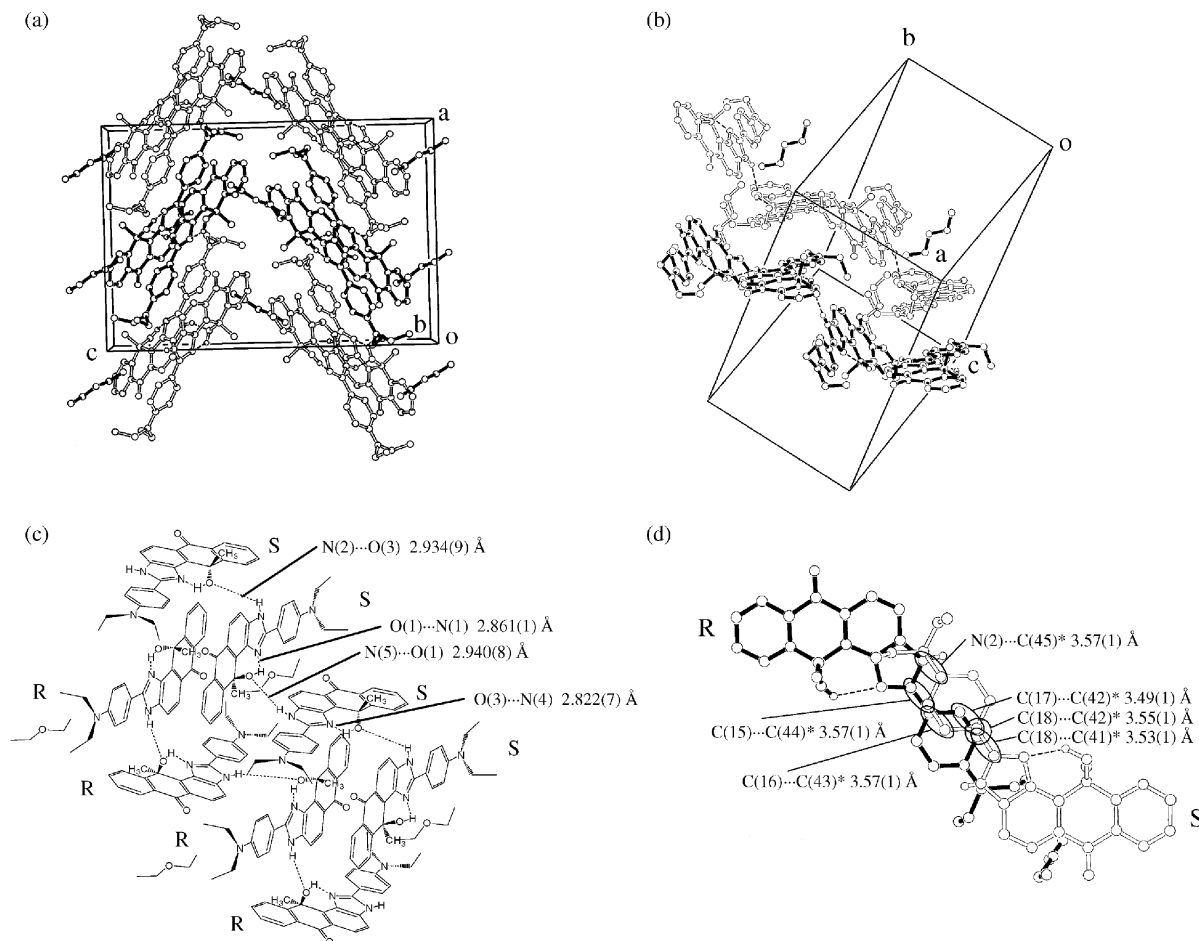 (a)
a
b
c
o
(b)
b
o
a
c
(c)
S
N(2)···O(3) 2.934(9) Å
S
O(1)···N(1) 2.861(1) Å
N(5)···O(1) 2.940(8) Å
R
S
O(3)···N(4) 2.822(7) Å
S
R
R
R
CH₃
H₃C
N
H
O
(d)
R
N(2)···C(45)* 3.57(1) Å
C(17)···C(42)* 3.49(1) Å
C(18)···C(42)* 3.55(1) Å
C(15)···C(44)* 3.57(1) Å
C(18)···C(41)* 3.53(1) Å
C(16)···C(43)* 3.57(1) Å
S